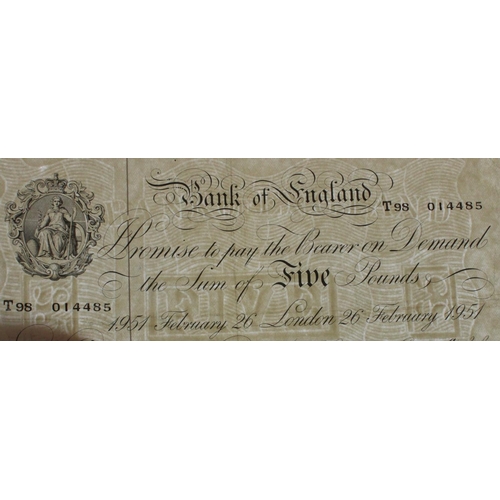 Bank of England
T98 014485
I Promise to pay the Bearer on Demand
the Sum of Five Pounds
T98 014485
1951 February 26 London 26 February 1951